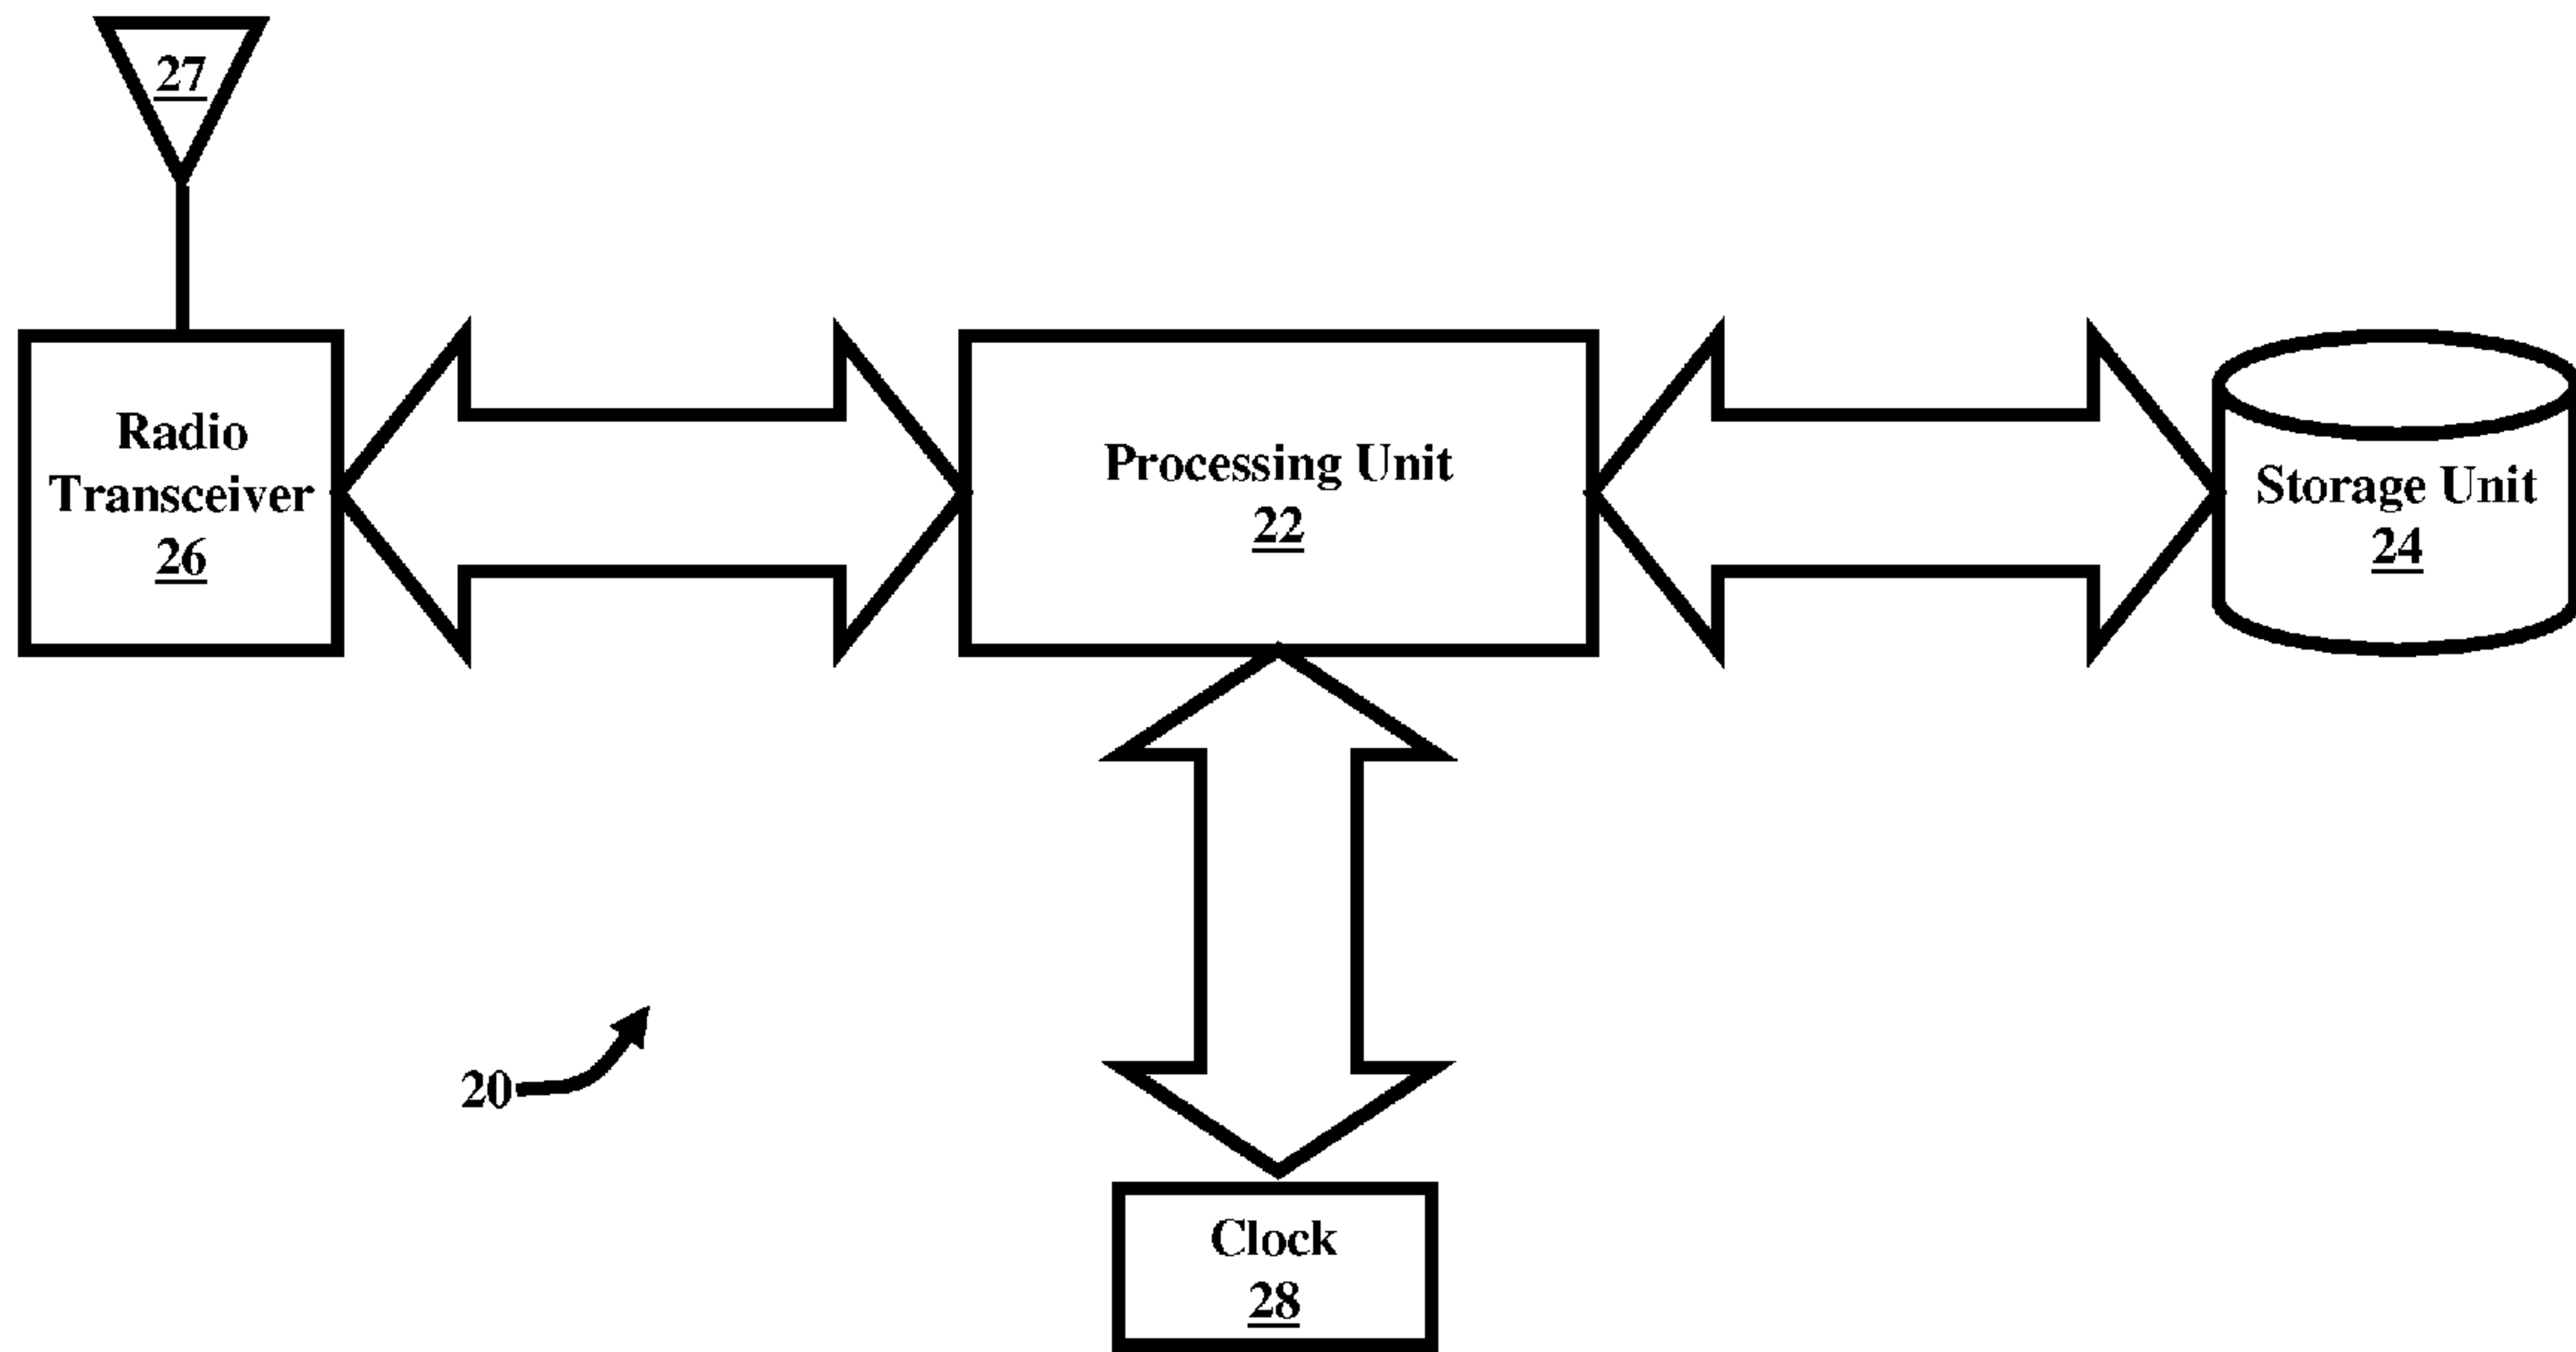 27
Radio
Transceiver
26
Processing Unit
22
Storage Unit
24
20
Clock
28